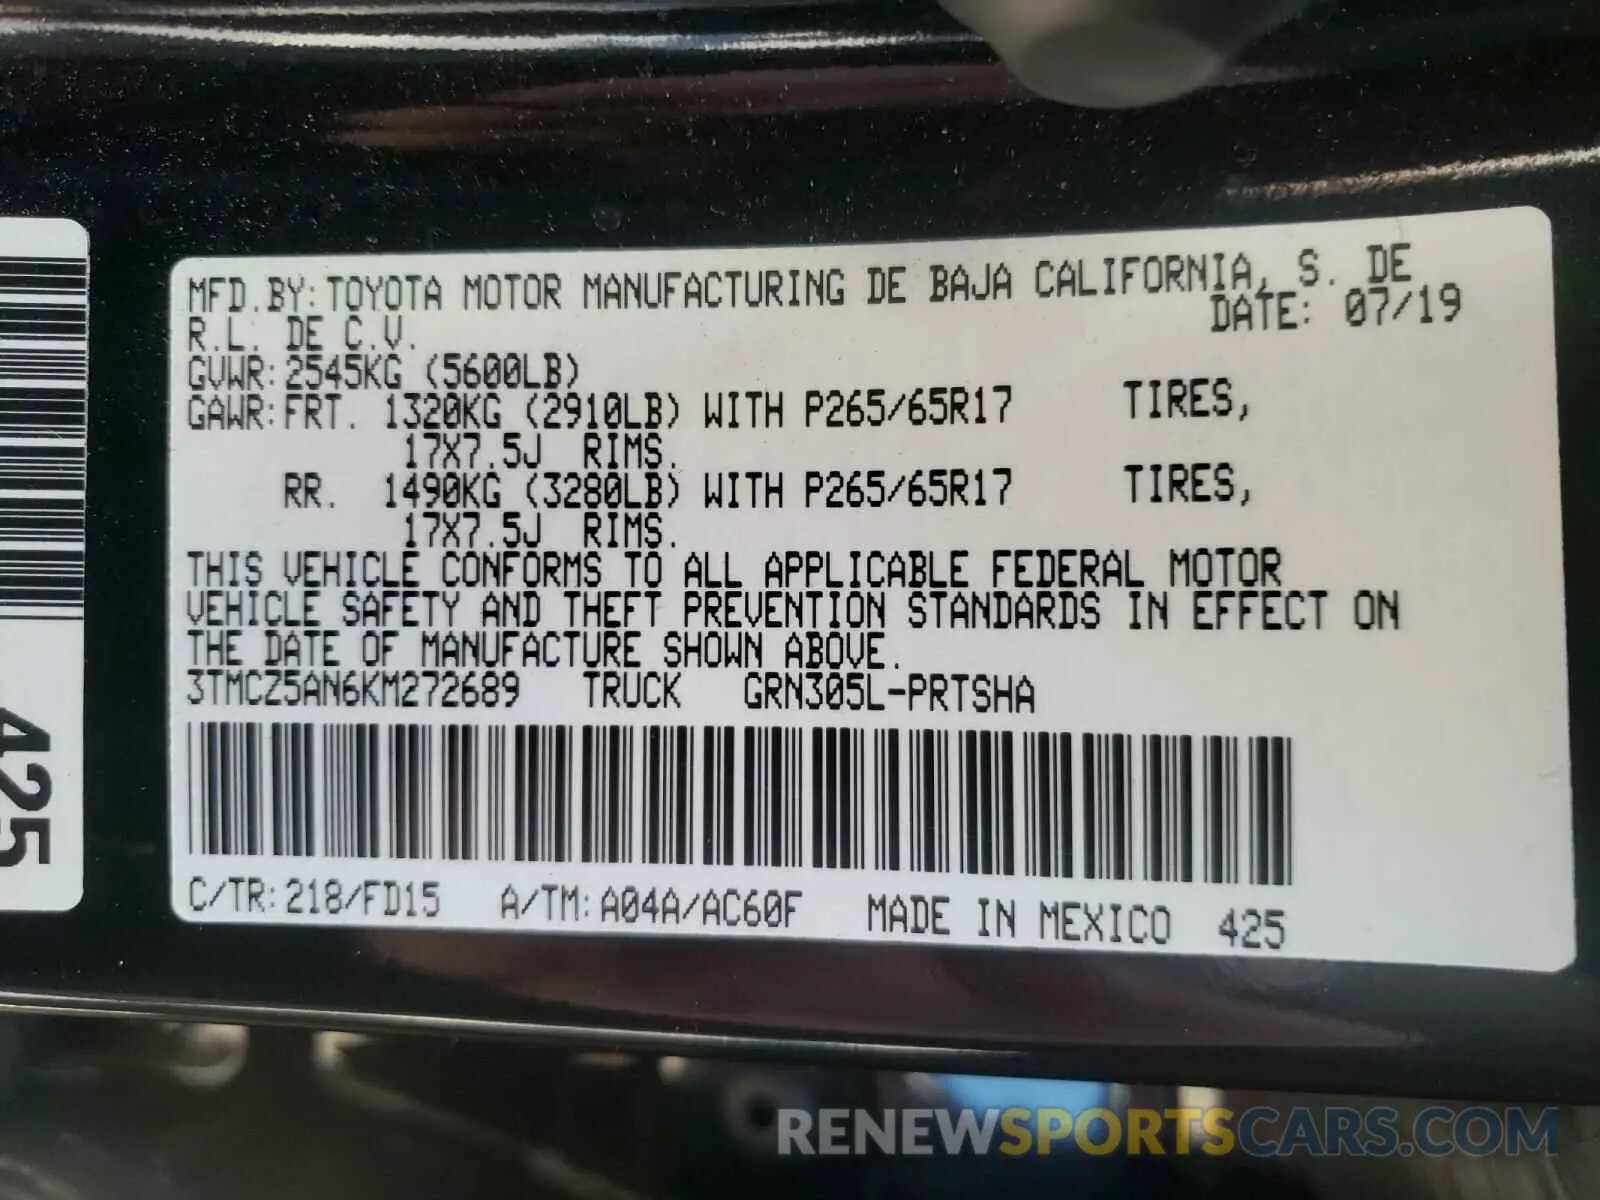 MFD.BY:TOYOTA MOTOR MANUFACTURING DE BAJA CALIFORNIA, S. DE
R.L. DE C.V. DATE: 07/19
GVWR:2545KG (5600LB)
GAWR:FRT. 1320KG (2910LB) WITH P265/65R17 TIRES,
17X7.5J RIMS.
RR. 1490KG (3280LB) WITH P265/65R17 TIRES,
17X7.5J RIMS.
THIS VEHICLE CONFORMS TO ALL APPLICABLE FEDERAL MOTOR
VEHICLE SAFETY AND THEFT PREVENTION STANDARDS IN EFFECT ON
THE DATE OF MANUFACTURE SHOWN ABOVE.
3TMCZ5AN6KM272689 TRUCK GRN305L-PRTSHA
C/TR:218/FD15 A/TM:A04A/AC60F MADE IN MEXICO 425
425
RENEWSPORTSCARS.COM